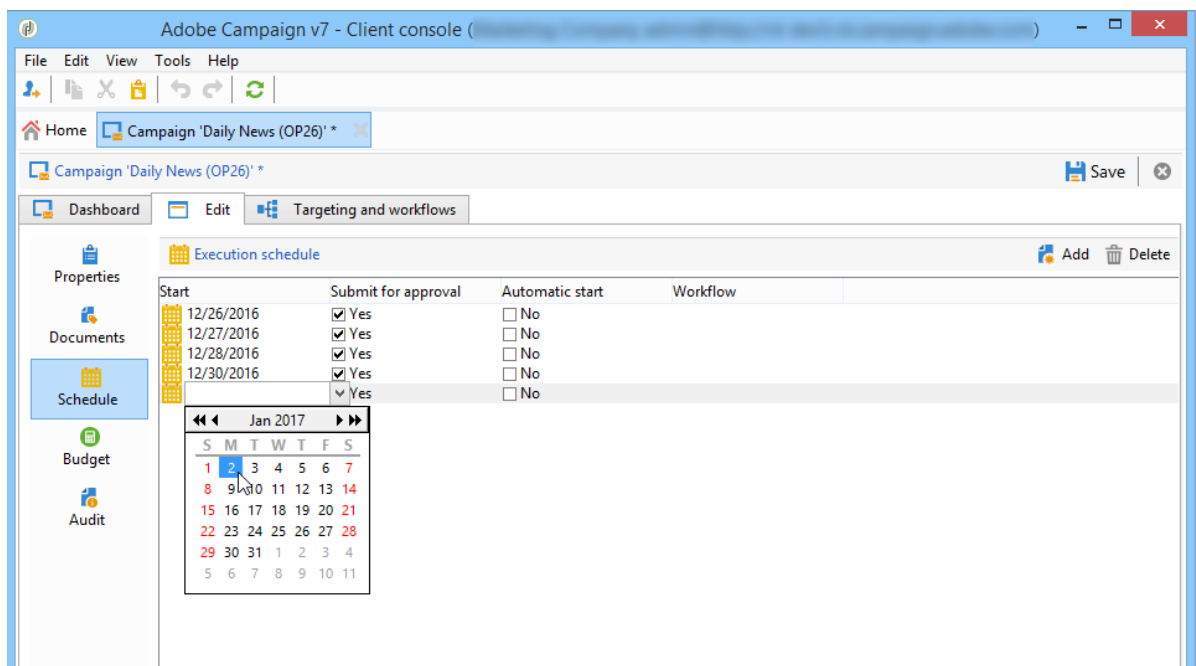 Adobe Campaign v7 - Client console ( )
File Edit View Tools Help
Home Campaign 'Daily News (OP26)' *
Campaign 'Daily News (OP26)' * Save
Dashboard Edit Targeting and workflows
Properties
Documents
Schedule
Budget
Audit
Execution schedule Add Delete
Start Submit for approval Automatic start Workflow
12/26/2016 Yes No
12/27/2016 Yes No
12/28/2016 Yes No
12/30/2016 Yes No
Yes No
Jan 2017
S M T W T F S
1 2 3 4 5 6 7
8 9 10 11 12 13 14
15 16 17 18 19 20 21
22 23 24 25 26 27 28
29 30 31 1 2 3 4
5 6 7 8 9 10 11